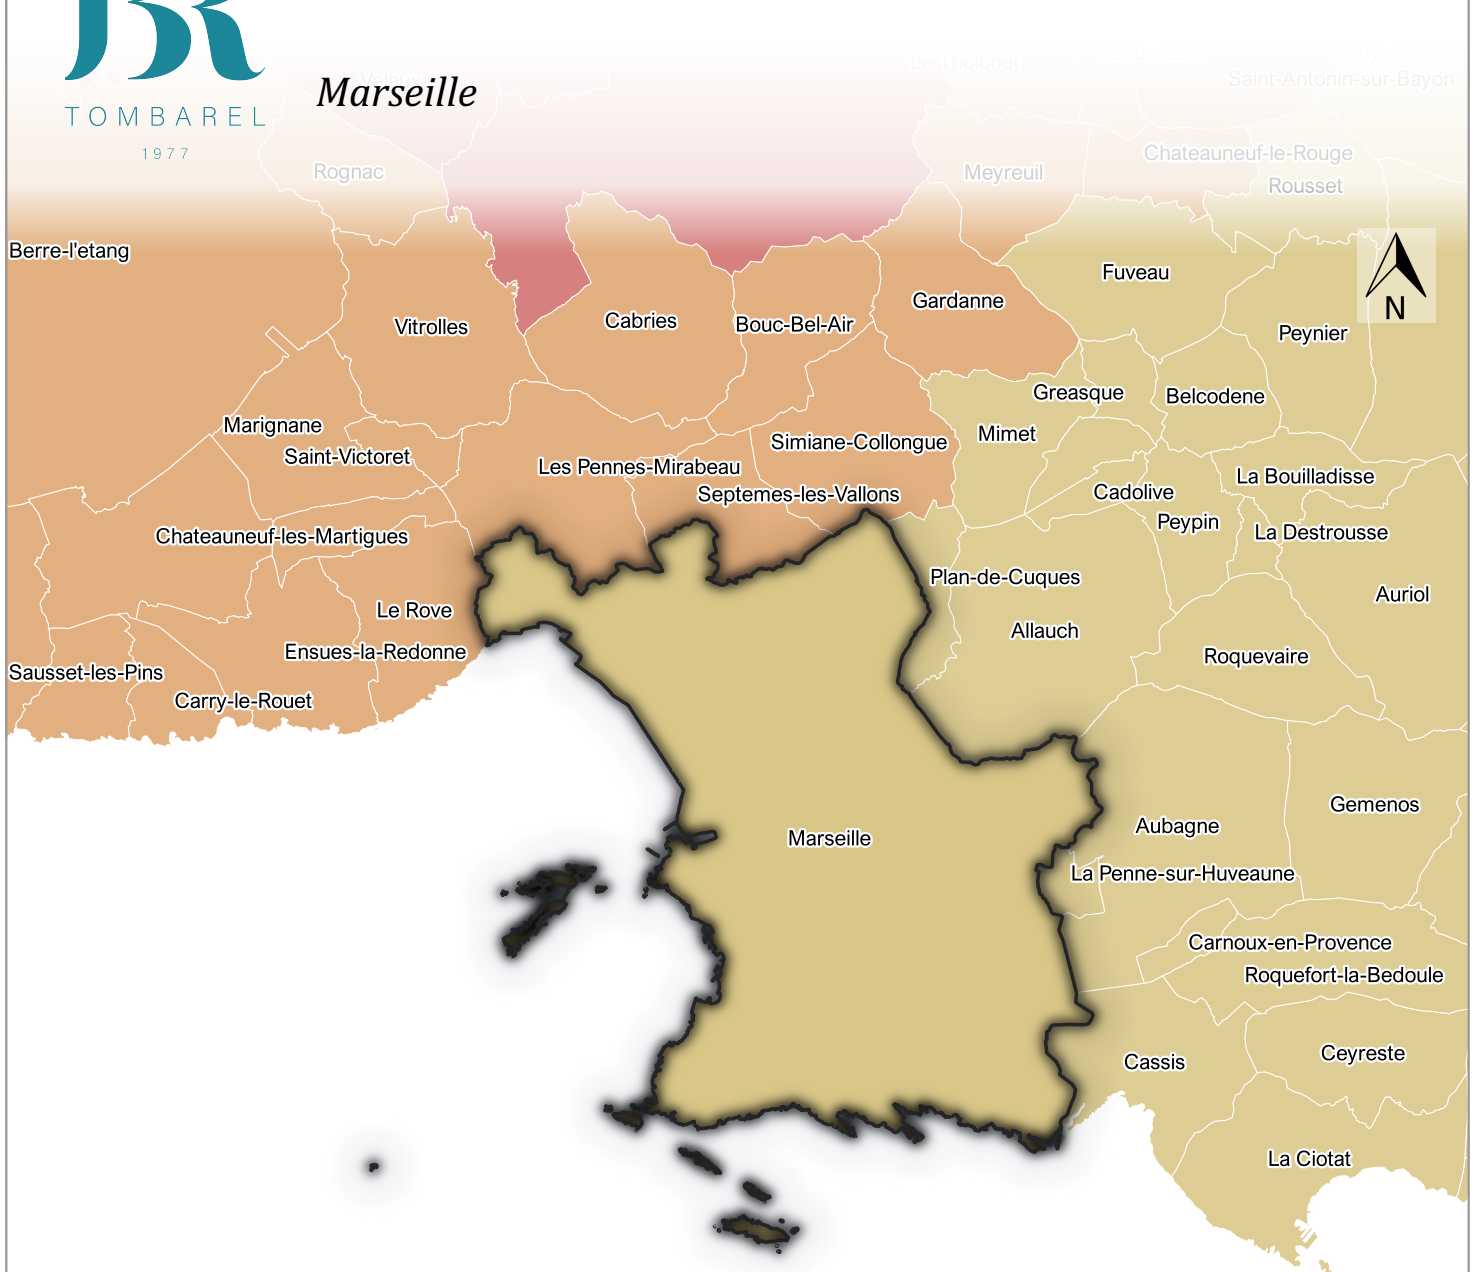 TOMBAREL
1977
Marseille
Velaux
Le Tholonet
Saint-Antonin-sur-Bayon
Rognac
Meyreuil
Chateauneuf-le-Rouge
Rousset
Berre-l'etang
Fuveau
N
Vitrolles
Cabries
Bouc-Bel-Air
Gardanne
Peynier
Greasque
Belcodene
Marignane
Saint-Victoret
Simiane-Collongue
Mimet
Les Pennes-Mirabeau
Septemes-les-Vallons
La Bouilladisse
Cadolive
Peypin
La Destrousse
Chateauneuf-les-Martigues
Plan-de-Cuques
Auriol
Le Rove
Allauch
Ensues-la-Redonne
Roquevaire
Sausset-les-Pins
Carry-le-Rouet
Gemenos
Aubagne
Marseille
La Penne-sur-Huveaune
Carnoux-en-Provence
Roquefort-la-Bedoule
Cassis
Ceyreste
La Ciotat